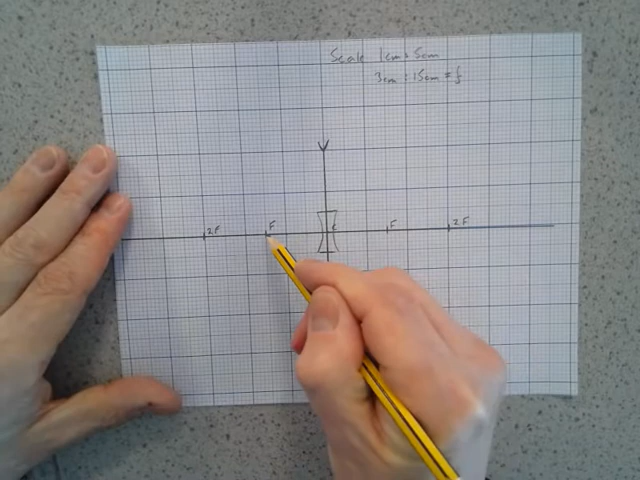 Scale 1cm : 5cm
3cm : 15cm = f
2F F F 2F